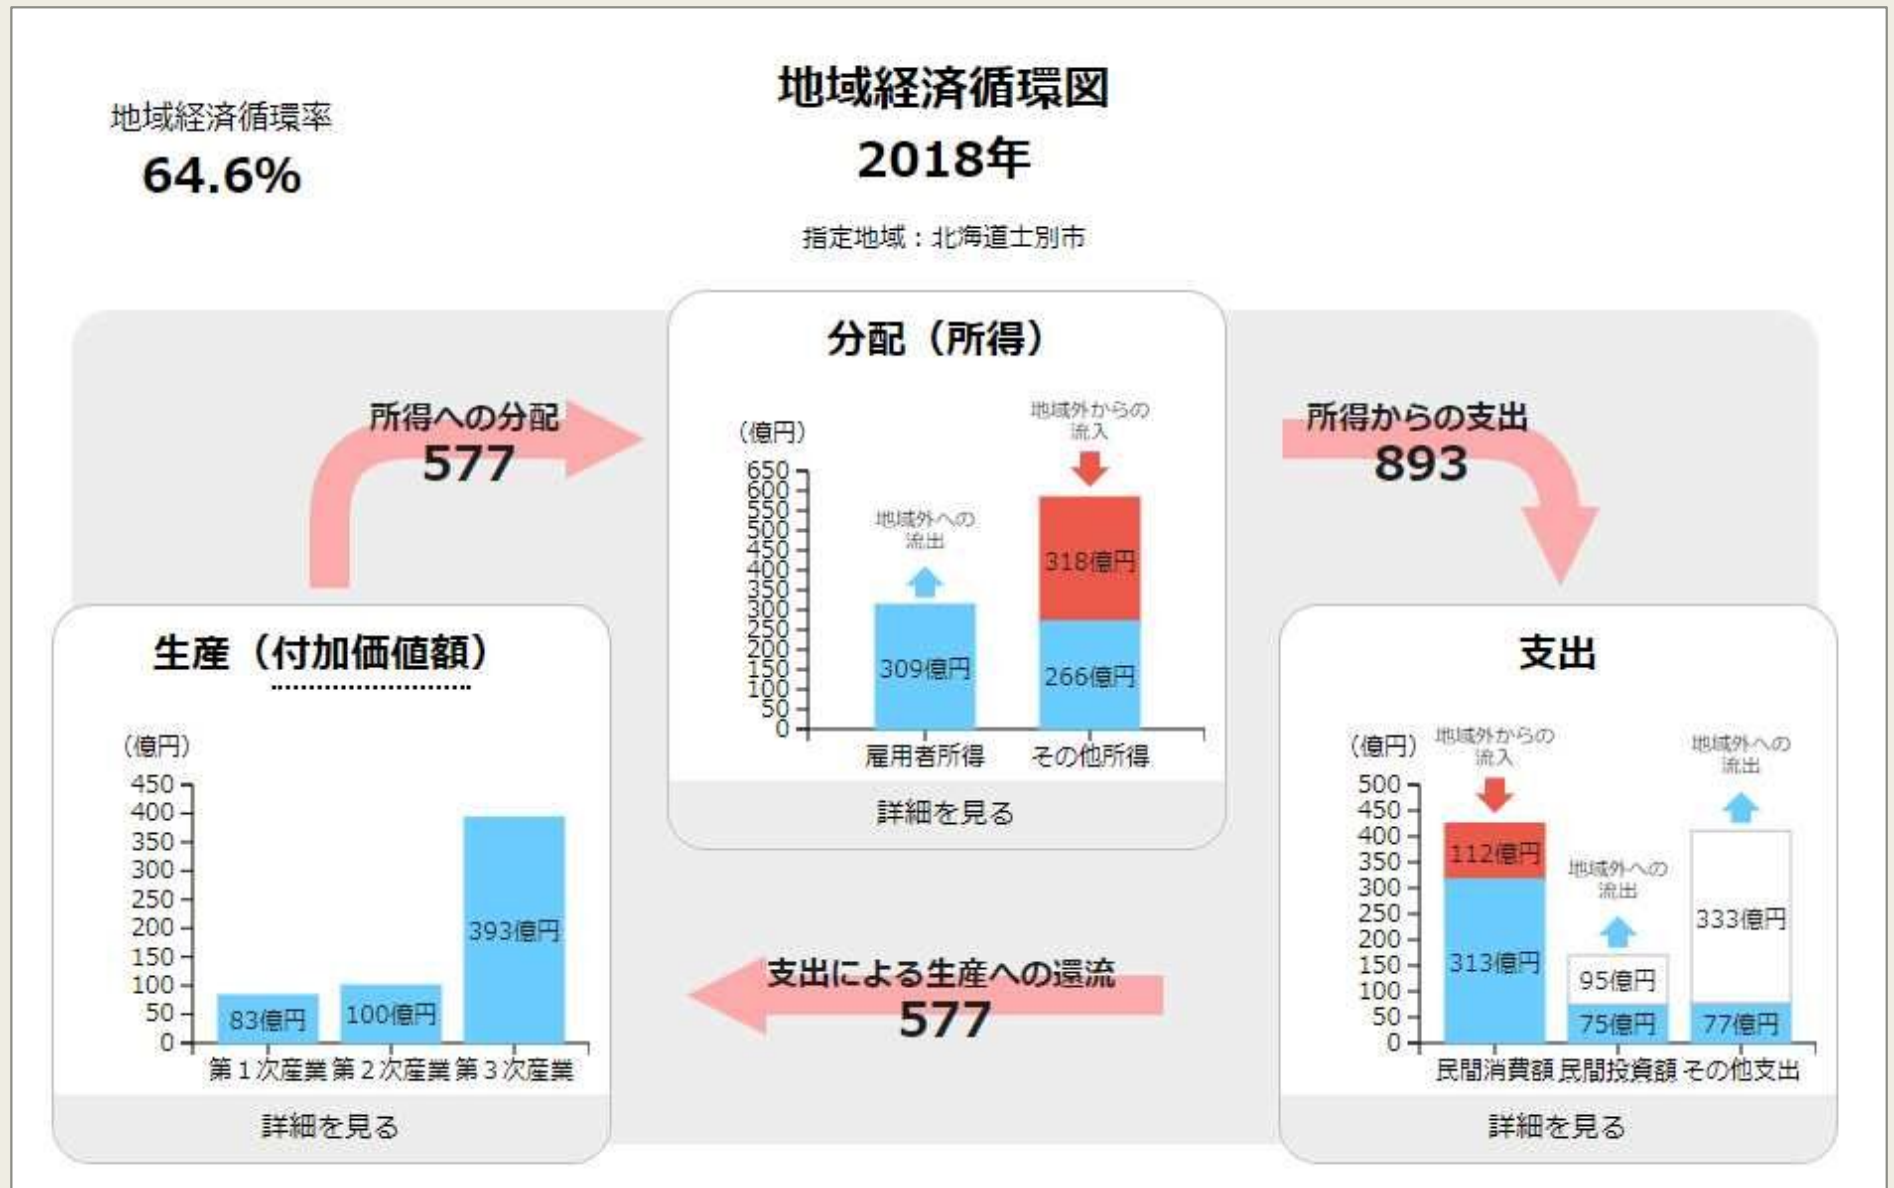 地域経済循環率
64.6%
地域経済循環図
2018年
指定地域：北海道士別市
所得への分配
577
分配（所得）
（億円）
650
600
550
500
450
400
350
300
250
200
150
100
50
0
地域外への
流出
309億円
地域外からの
流入
318億円
266億円
雇用者所得
その他所得
詳細を見る
所得からの支出
893
生産（付加価値額）
（億円）
450
400
350
300
250
200
150
100
50
0
83億円
100億円
393億円
第１次産業
第２次産業
第３次産業
詳細を見る
支出による生産への還流
577
支出
（億円）
500
450
400
350
300
250
200
150
100
50
0
地域外からの
流入
112億円
313億円
地域外への
流出
95億円
75億円
地域外への
流出
333億円
77億円
民間消費額
民間投資額
その他支出
詳細を見る